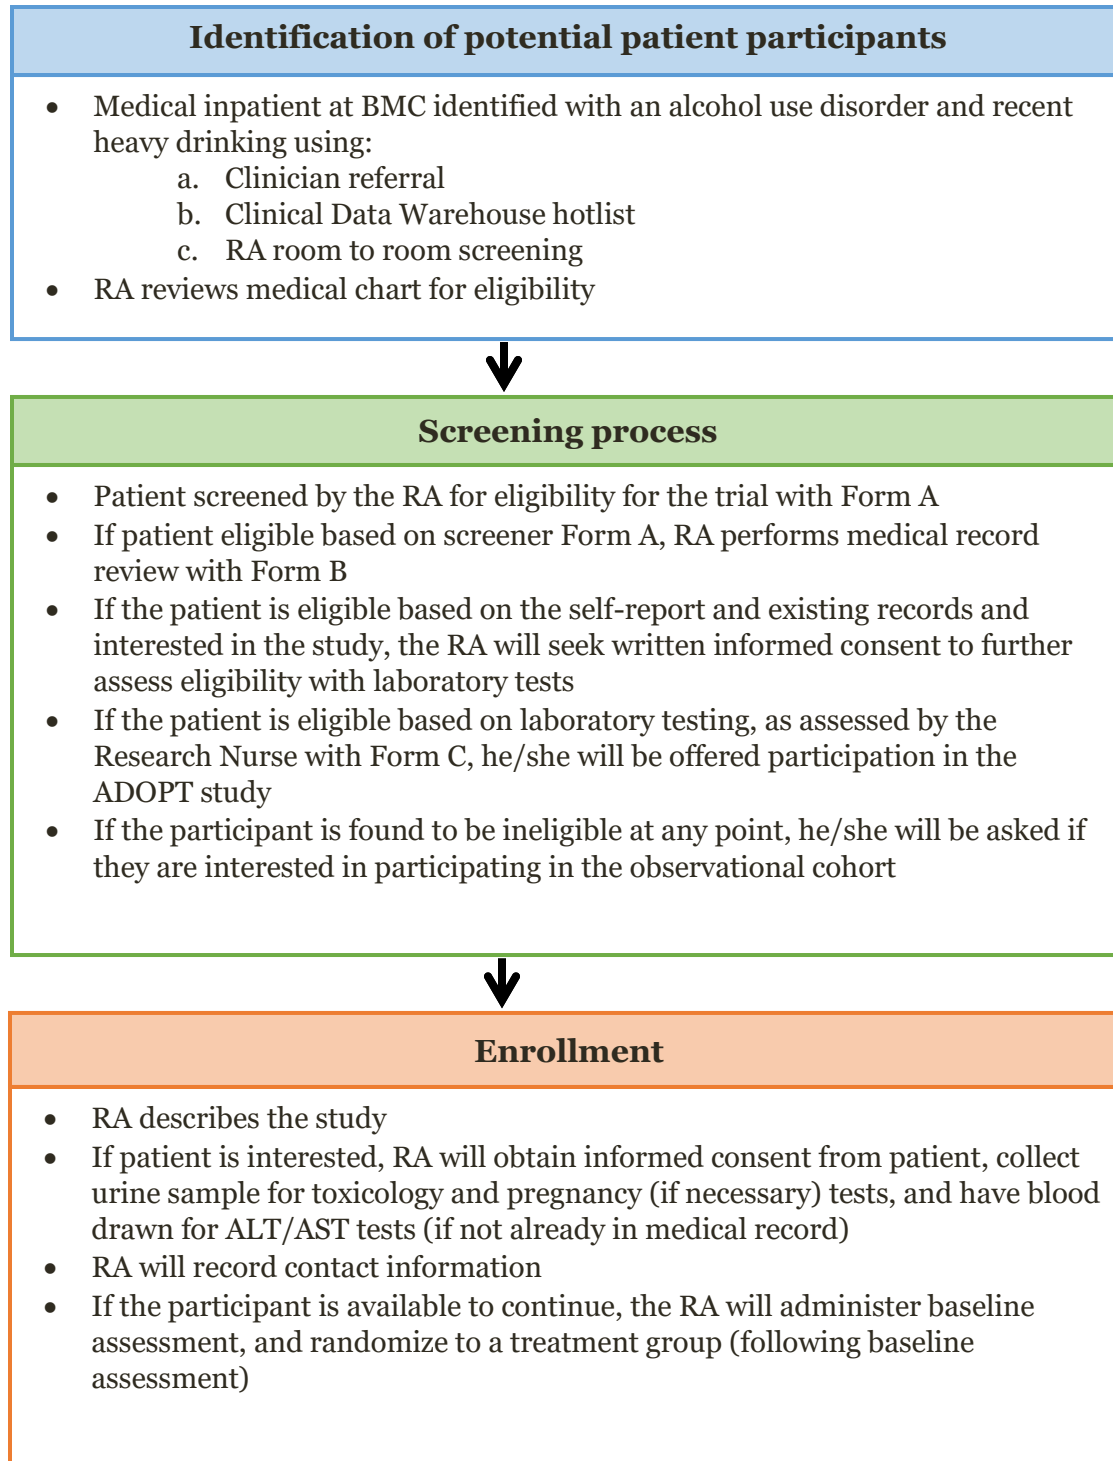 Identification of potential patient participants
• Medical inpatient at BMC identified with an alcohol use disorder and recent
heavy drinking using:
a. Clinician referral
b. Clinical Data Warehouse hotlist
c. RA room to room screening
• RA reviews medical chart for eligibility
Screening process
• Patient screened by the RA for eligibility for the trial with Form A
• If patient eligible based on screener Form A, RA performs medical record
review with Form B
• If the patient is eligible based on the self-report and existing records and
interested in the study, the RA will seek written informed consent to further
assess eligibility with laboratory tests
• If the patient is eligible based on laboratory testing, as assessed by the
Research Nurse with Form C, he/she will be offered participation in the
ADOPT study
• If the participant is found to be ineligible at any point, he/she will be asked if
they are interested in participating in the observational cohort
Enrollment
• RA describes the study
• If patient is interested, RA will obtain informed consent from patient, collect
urine sample for toxicology and pregnancy (if necessary) tests, and have blood
drawn for ALT/AST tests (if not already in medical record)
• RA will record contact information
• If the participant is available to continue, the RA will administer baseline
assessment, and randomize to a treatment group (following baseline
assessment)